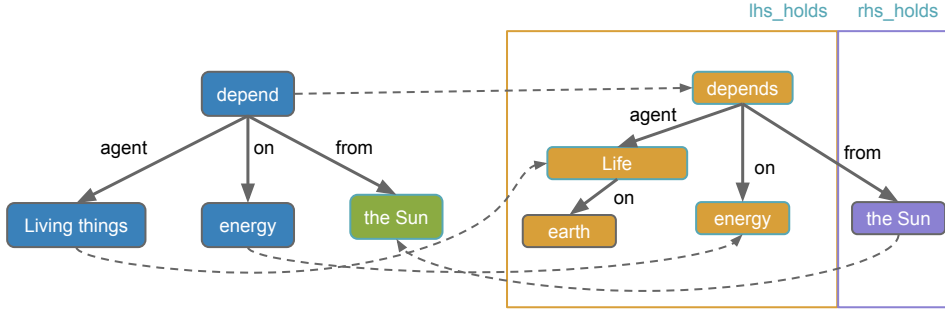 lhs_holds rhs_holds
depend
depends
agent on from
agent
Life
from
on
on
Living things energy the Sun
earth energy the Sun